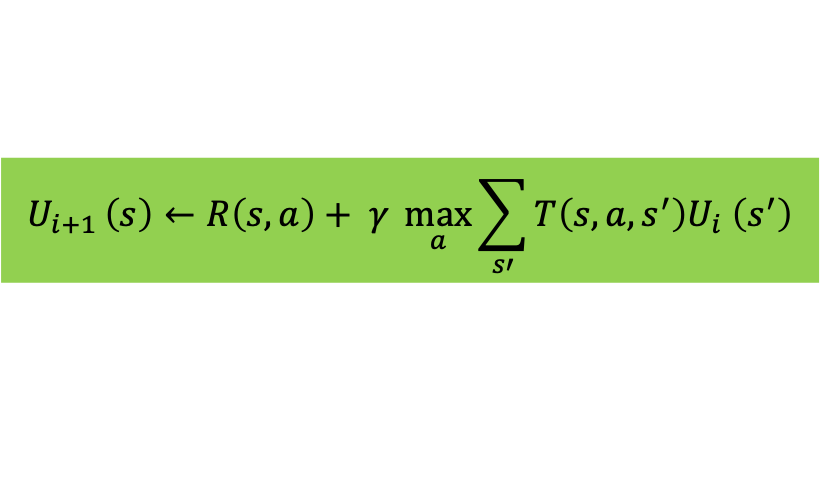 U_{i+1} (s) ← R(s, a) + γ max_a ∑_{s′} T(s, a, s′)U_i (s′)